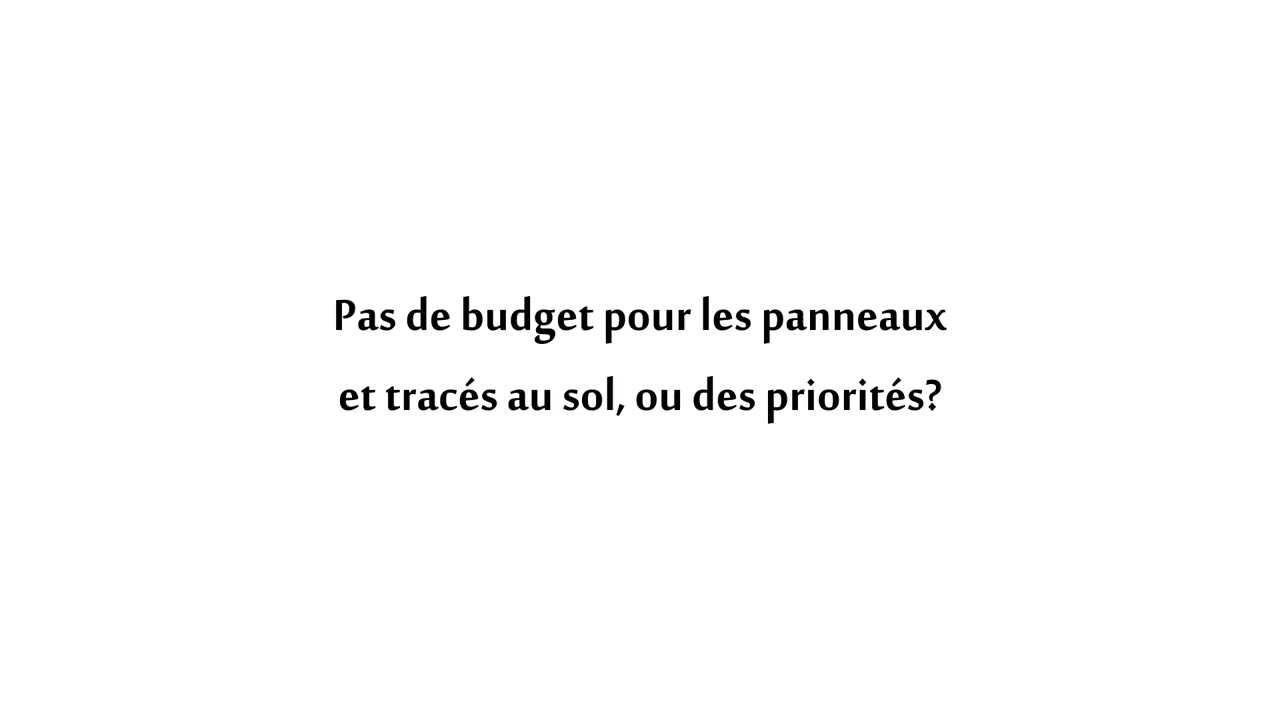 Pas de budget pour les panneaux
et tracés au sol, ou des priorités?